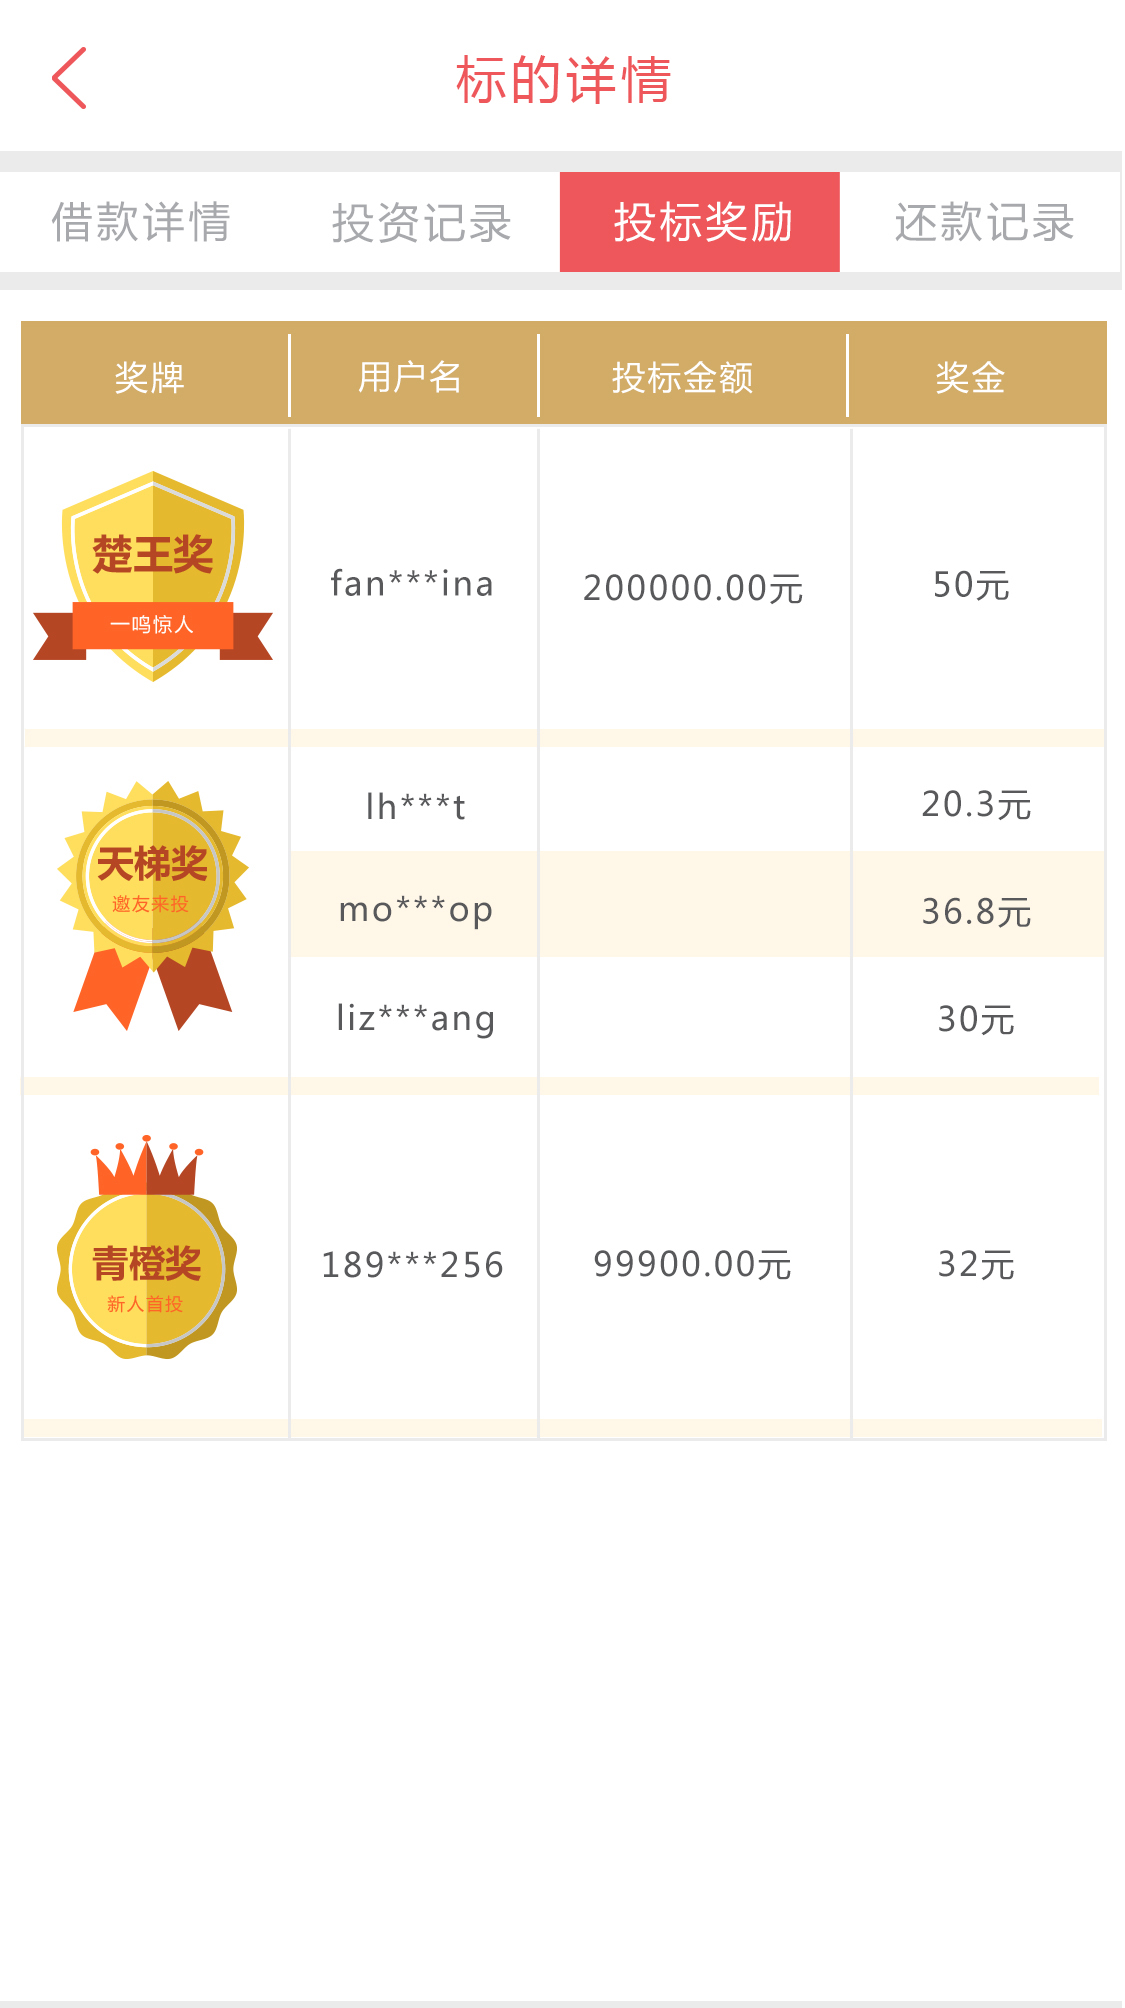 标的详情
借款详情 投资记录 投标奖励 还款记录
奖牌 用户名 投标金额 奖金
楚王奖
一鸣惊人
fan***ina 200000.00元 50元
lh***t 20.3元
天梯奖
邀友来投
mo***op 36.8元
liz***ang 30元
青橙奖
新人首投
189***256 99900.00元 32元